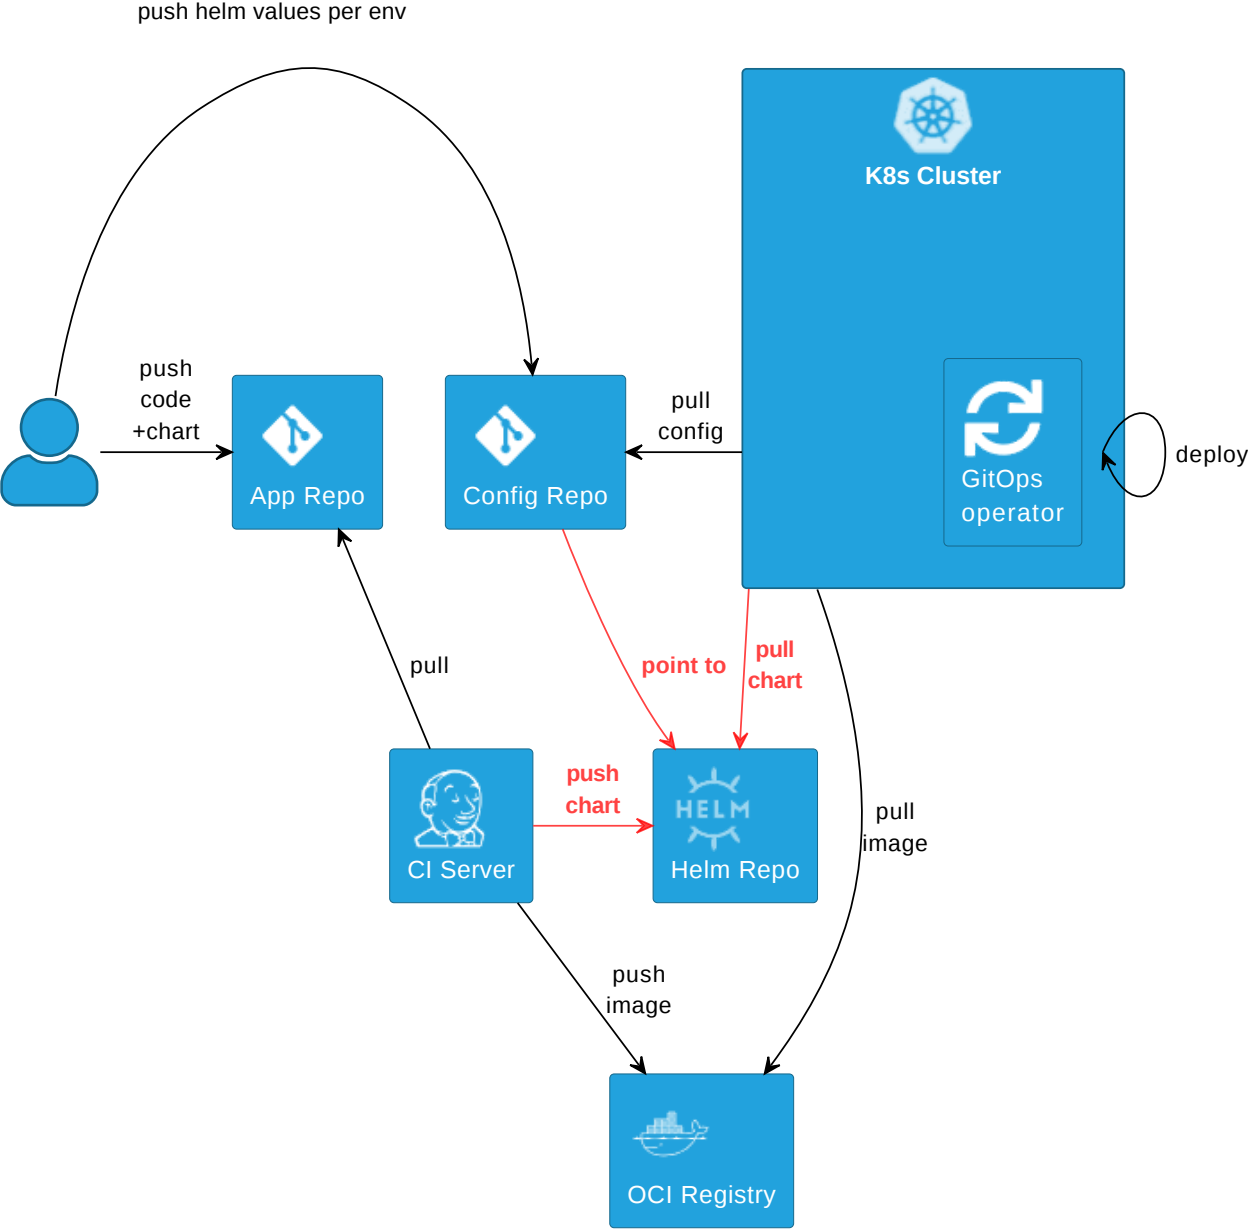 push helm values per env
K8s Cluster
push
code
+chart
App Repo
Config Repo
pull
config
GitOps
operator
deploy
pull
point to
pull
chart
push
chart
CI Server
HELM
Helm Repo
pull
image
push
image
OCI Registry